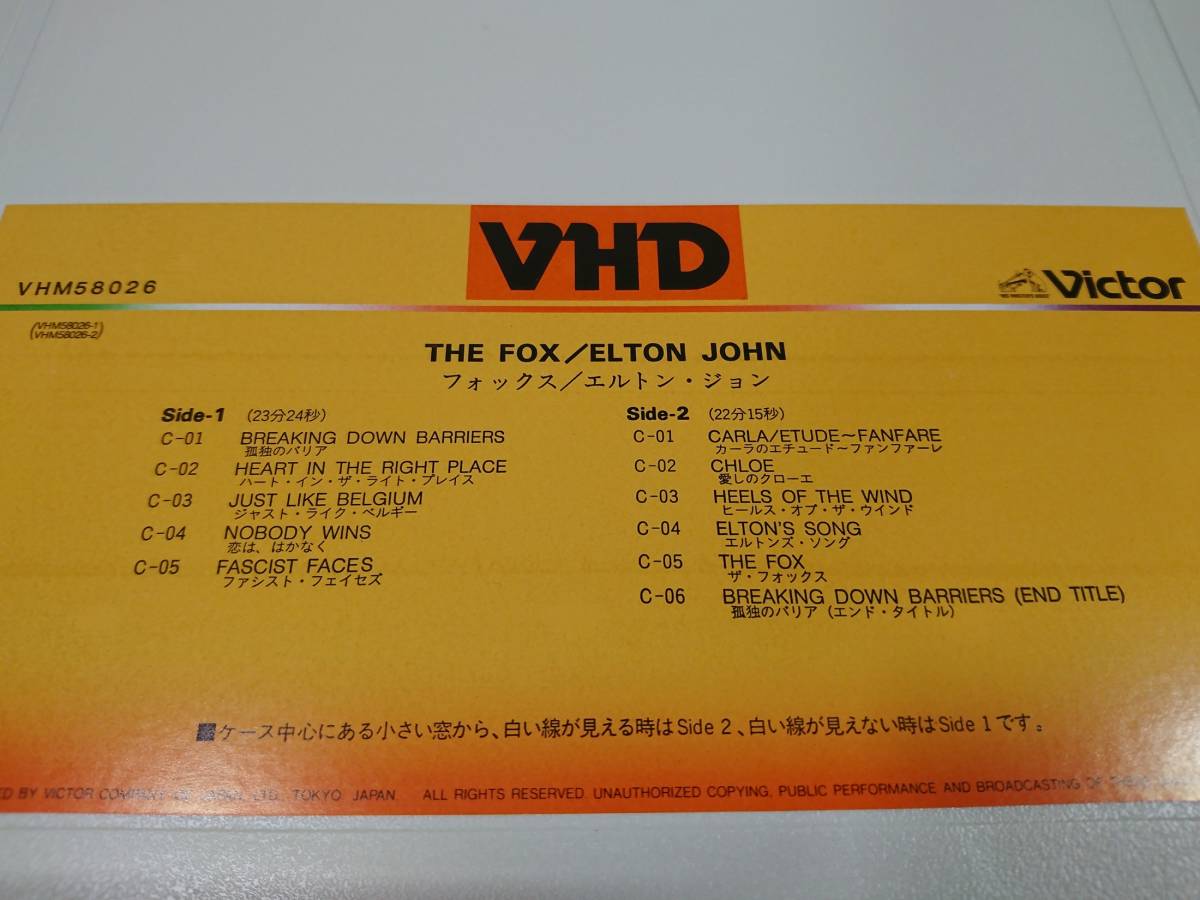 VHD
VHM58026
Victor
(VHM58026-1)
(VHM58026-2)
THE FOX/ELTON JOHN
フォックス/エルトン・ジョン
Side-1 (23分24秒)
C-01 BREAKING DOWN BARRIERS
孤独のバリア
C-02 HEART IN THE RIGHT PLACE
ハート・イン・ザ・ライト・プレイス
C-03 JUST LIKE BELGIUM
ジャスト・ライク・ベルギー
C-04 NOBODY WINS
恋は、はかなく
C-05 FASCIST FACES
ファシスト・フェイセズ
Side-2 (22分15秒)
C-01 CARLA/ETUDE~FANFARE
カーラのエチュード~ファンファーレ
C-02 CHLOE
愛しのクローエ
C-03 HEELS OF THE WIND
ヒールス・オブ・ザ・ウインド
C-04 ELTON'S SONG
エルトンズ・ソング
C-05 THE FOX
ザ・フォックス
C-06 BREAKING DOWN BARRIERS (END TITLE)
孤独のバリア(エンド・タイトル)
■ケース中心にある小さい窓から、白い線が見える時はSide 2、白い線が見えない時はSide 1です。
ED BY VICTOR COMPANY OF JAPAN, LTD. TOKYO JAPAN. ALL RIGHTS RESERVED. UNAUTHORIZED COPYING, PUBLIC PERFORMANCE AND BROADCASTING OF